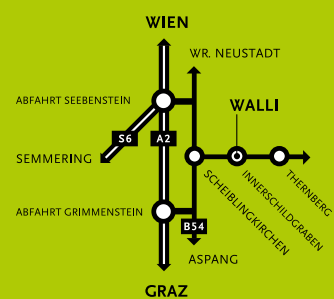 WIEN
WR. NEUSTADT
ABFAHRT SEEBENSTEIN
WALLI
S6
A2
SEMMERING
SCHEIBLINGKIRCHEN
INNERSCHILDGRABEN
THERNBERG
ABFAHRT GRIMMENSTEIN
B54
ASPANG
GRAZ